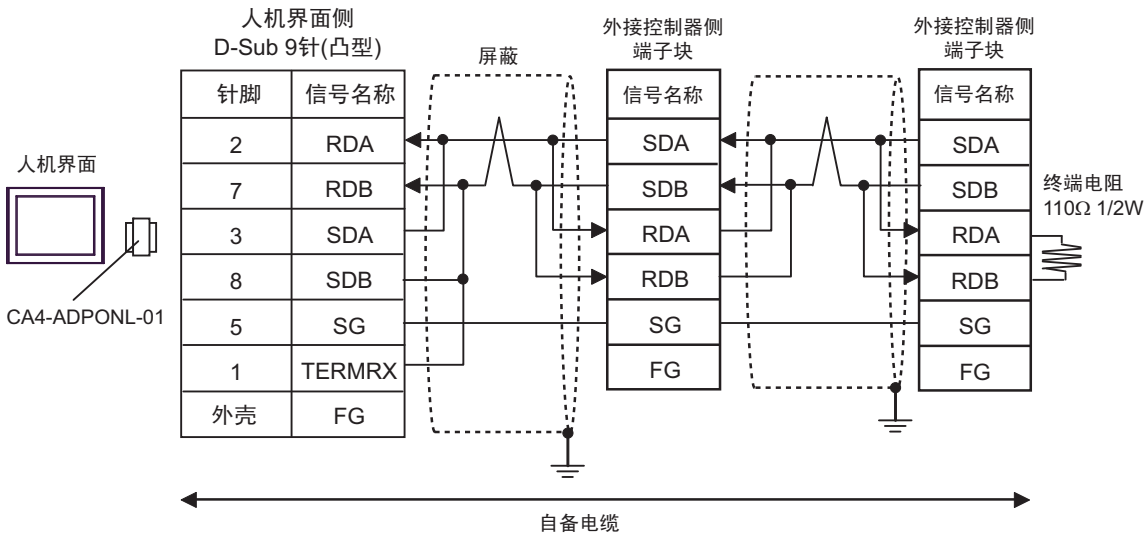 人机界面侧
D-Sub 9针(凸型)
屏蔽
外接控制器侧
端子块
外接控制器侧
端子块
针脚 信号名称
2 RDA
7 RDB
3 SDA
8 SDB
5 SG
1 TERMRX
外壳 FG
信号名称
SDA
SDB
RDA
RDB
SG
FG
信号名称
SDA
SDB
RDA
RDB
SG
FG
人机界面
CA4-ADPONL-01
终端电阻
110Ω 1/2W
自备电缆